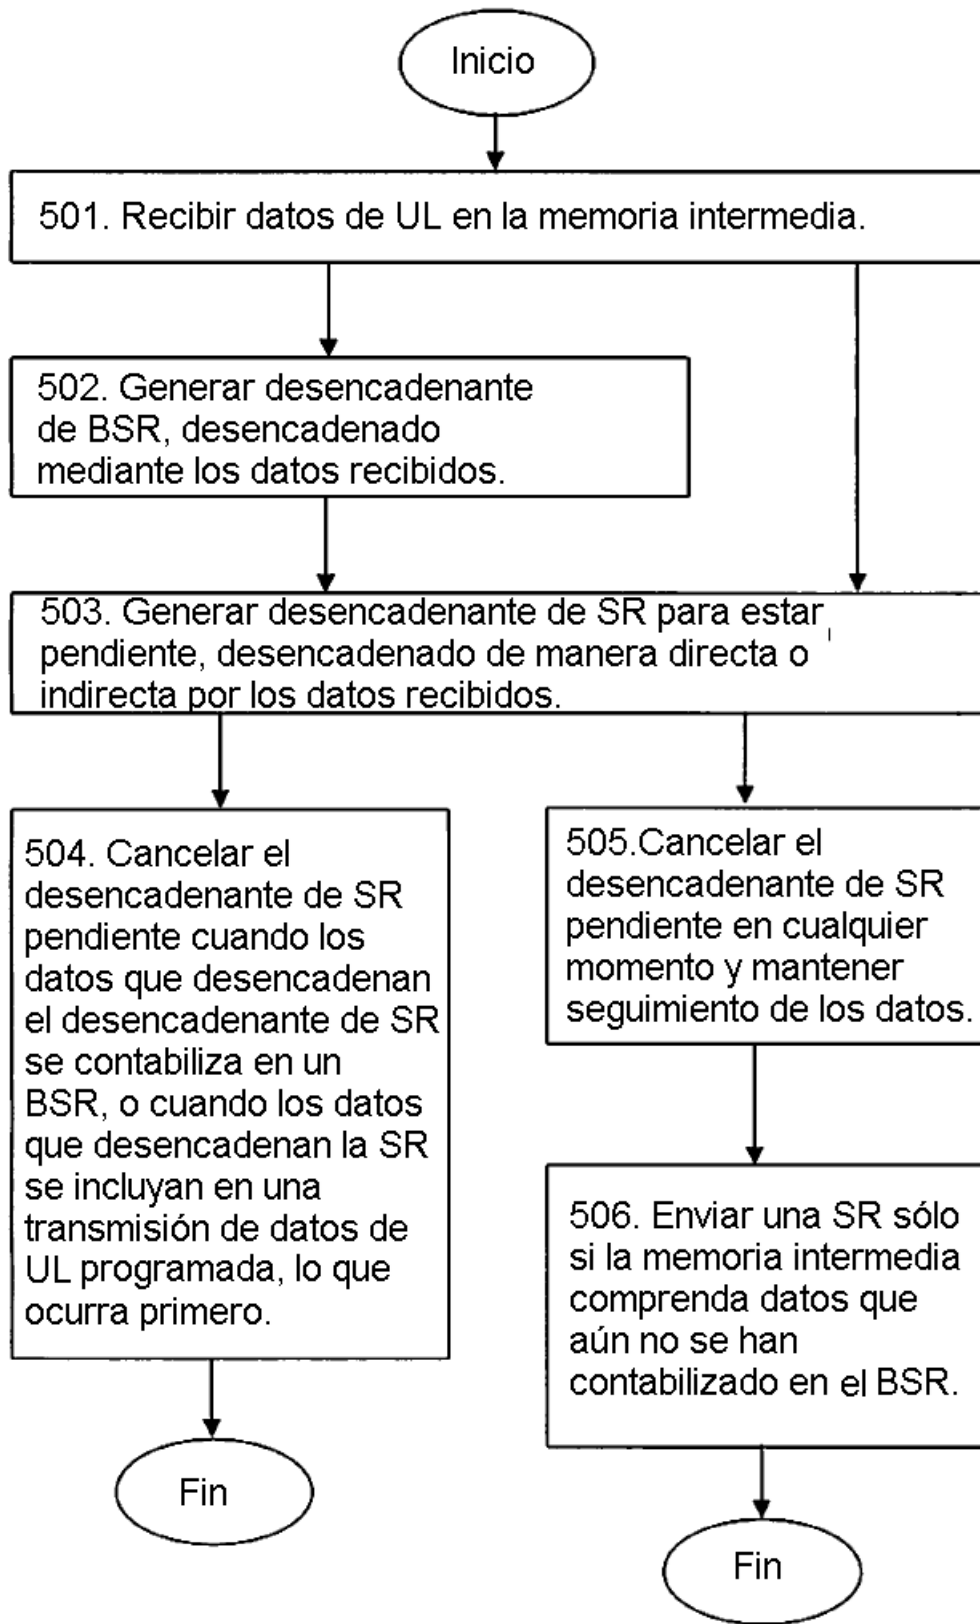 Inicio
501. Recibir datos de UL en la memoria intermedia.
502. Generar desencadenante
de BSR, desencadenado
mediante los datos recibidos.
503. Generar desencadenante de SR para estar
pendiente, desencadenado de manera directa o
indirecta por los datos recibidos.
504. Cancelar el
desencadenante de SR
pendiente cuando los
datos que desencadenan
el desencadenante de SR
se contabiliza en un
BSR, o cuando los datos
que desencadenan la SR
se incluyan en una
transmisión de datos de
UL programada, lo que
ocurra primero.
Fin
505.Cancelar el
desencadenante de SR
pendiente en cualquier
momento y mantener
seguimiento de los datos.
506. Enviar una SR sólo
si la memoria intermedia
comprenda datos que
aún no se han
contabilizado en el BSR.
Fin